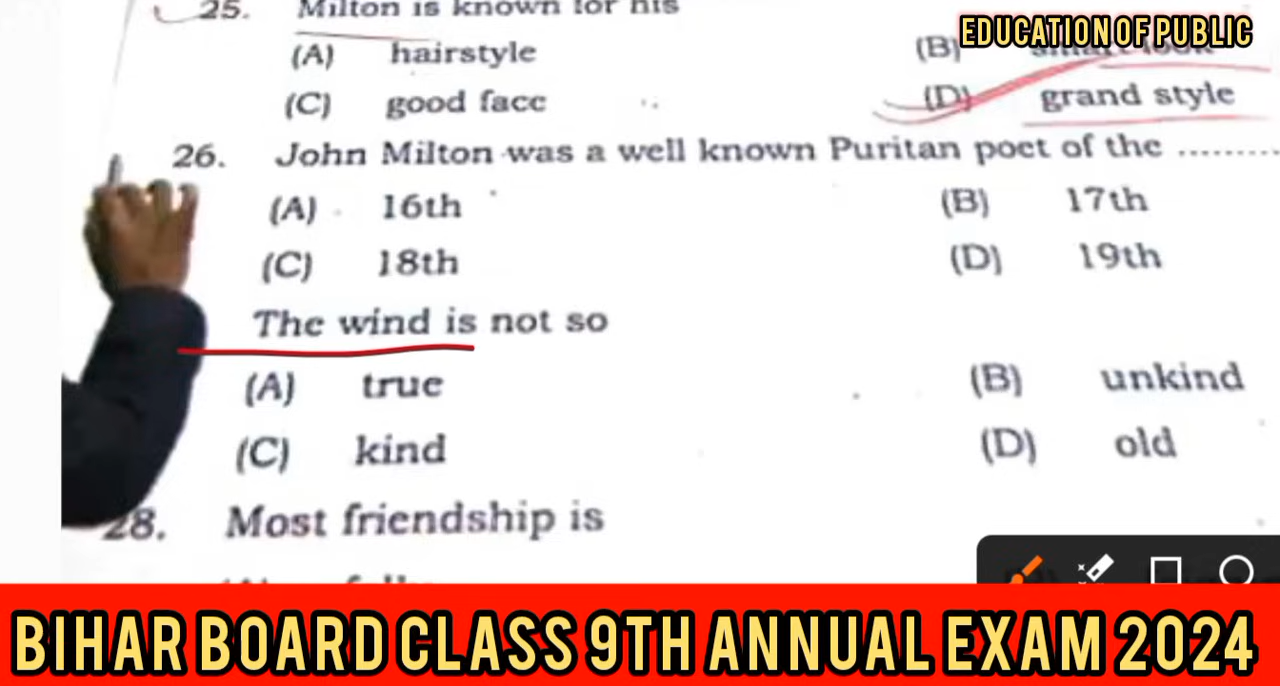 EDUCATION OF PUBLIC
25. Milton is known for his
(A) hairstyle (B)
(C) good face (D) grand style
26. John Milton was a well known Puritan poet of the .........
(A) 16th (B) 17th
(C) 18th (D) 19th
The wind is not so
(A) true (B) unkind
(C) kind (D) old
28. Most friendship is
BIHAR BOARD CLASS 9TH ANNUAL EXAM 2024